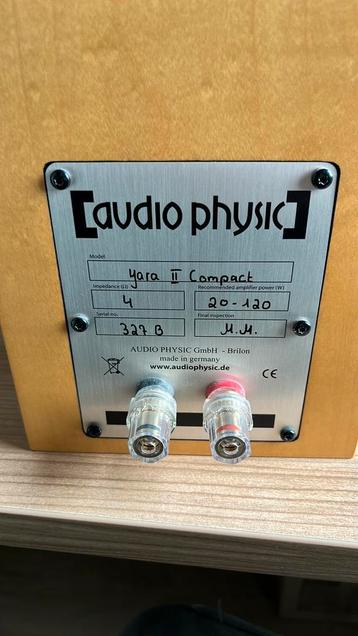 [audio physic]
Model
Yara II Compact
Impedance (Ω) Recommended amplifier power (W)
4 20-120
Serial no. Final inspection
327 B M.M.
AUDIO PHYSIC GmbH - Brilon
made in germany
www.audiophysic.de
CE